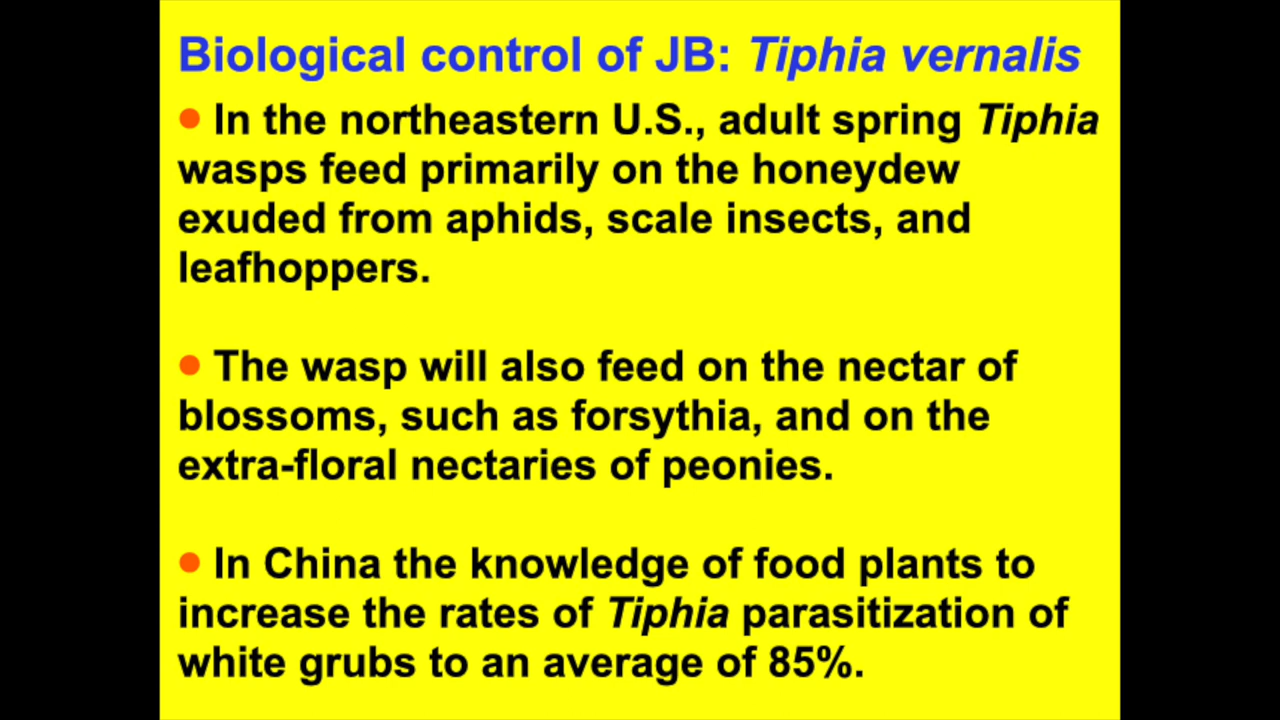 Biological control of JB: Tiphia vernalis
• In the northeastern U.S., adult spring Tiphia
wasps feed primarily on the honeydew
exuded from aphids, scale insects, and
leafhoppers.
• The wasp will also feed on the nectar of
blossoms, such as forsythia, and on the
extra-floral nectaries of peonies.
• In China the knowledge of food plants to
increase the rates of Tiphia parasitization of
white grubs to an average of 85%.